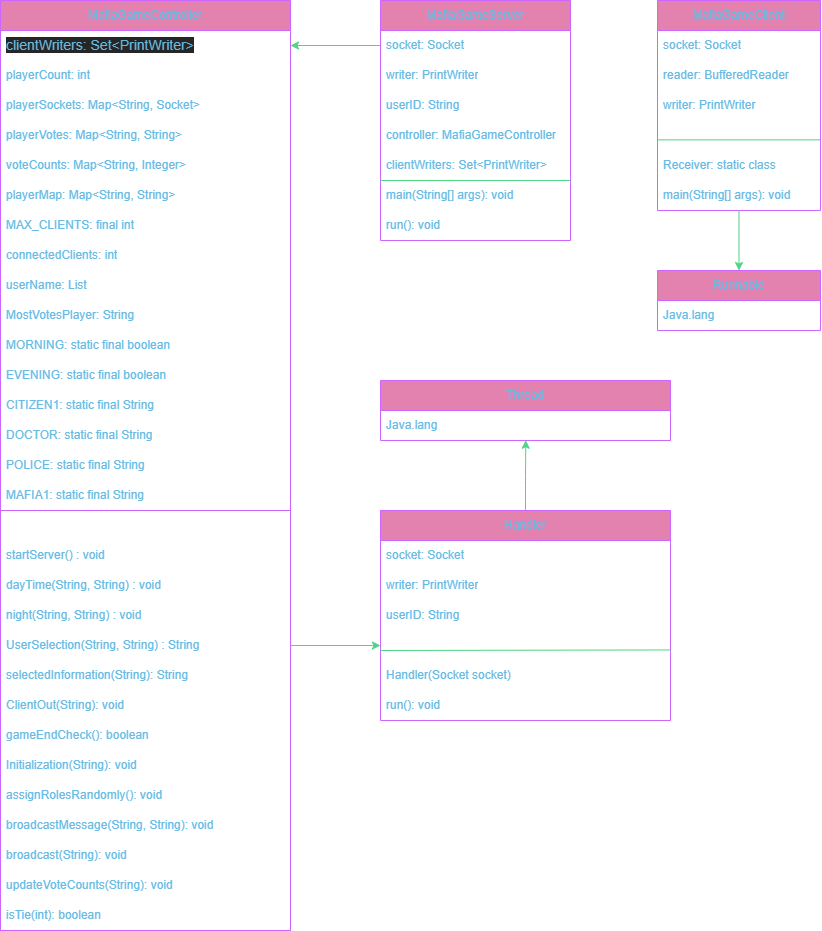 MafiaGameController
clientWriters: Set<PrintWriter>
playerCount: int
playerSockets: Map<String, Socket>
playerVotes: Map<String, String>
voteCounts: Map<String, Integer>
playerMap: Map<String, String>
MAX_CLIENTS: final int
connectedClients: int
userName: List
MostVotesPlayer: String
MORNING: static final boolean
EVENING: static final boolean
CITIZEN1: static final String
DOCTOR: static final String
POLICE: static final String
MAFIA1: static final String
startServer() : void
dayTime(String, String) : void
night(String, String) : void
UserSelection(String, String) : String
selectedInformation(String): String
ClientOut(String): void
gameEndCheck(): boolean
Initialization(String): void
assignRolesRandomly(): void
broadcastMessage(String, String): void
broadcast(String): void
updateVoteCounts(String): void
isTie(int): boolean
MafiaGameServer
socket: Socket
writer: PrintWriter
userID: String
controller: MafiaGameController
clientWriters: Set<PrintWriter>
main(String[] args): void
run(): void
MafiaGameClient
socket: Socket
reader: BufferedReader
writer: PrintWriter
Receiver: static class
main(String[] args): void
Runnable
Java.lang
Thread
Java.lang
Handler
socket: Socket
writer: PrintWriter
userID: String
Handler(Socket socket)
run(): void